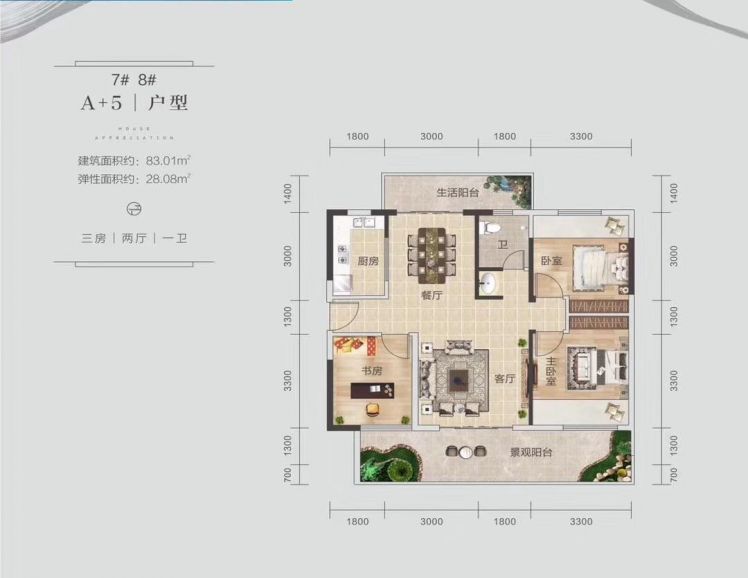 7# 8#
A+5 | 户型
HOUSE
APPRELLATION
建筑面积约：83.01㎡
弹性面积约：28.08㎡
三房 | 两厅 | 一卫
1800 3000 1800 3300
1400
3000
1300
3300
1300
700
生活阳台
厨房
餐厅
卫
卧室
书房
客厅
主卧室
景观阳台
1400
3000
1300
3300
1300
700
1800 3000 1800 3300